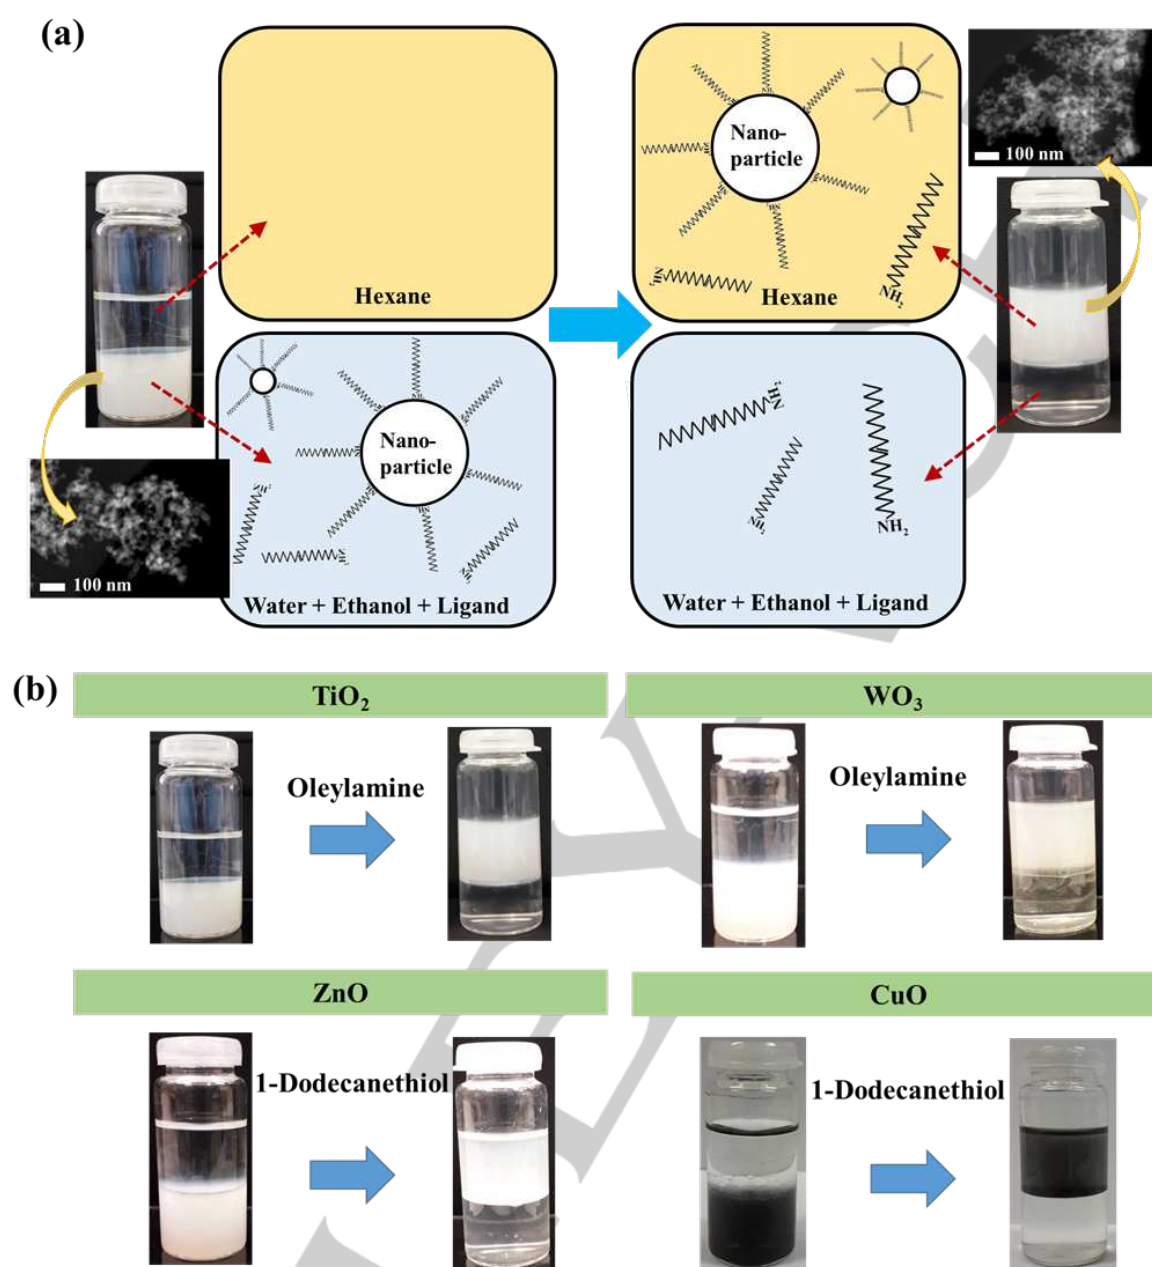 (a)
Nano-
particle
100 nm
NH2
Hexane
Hexane
NH2
Nano-
particle
NH2
100 nm
Water + Ethanol + Ligand
Water + Ethanol + Ligand
(b)
TiO2
WO3
Oleylamine
Oleylamine
ZnO
CuO
1-Dodecanethiol
1-Dodecanethiol